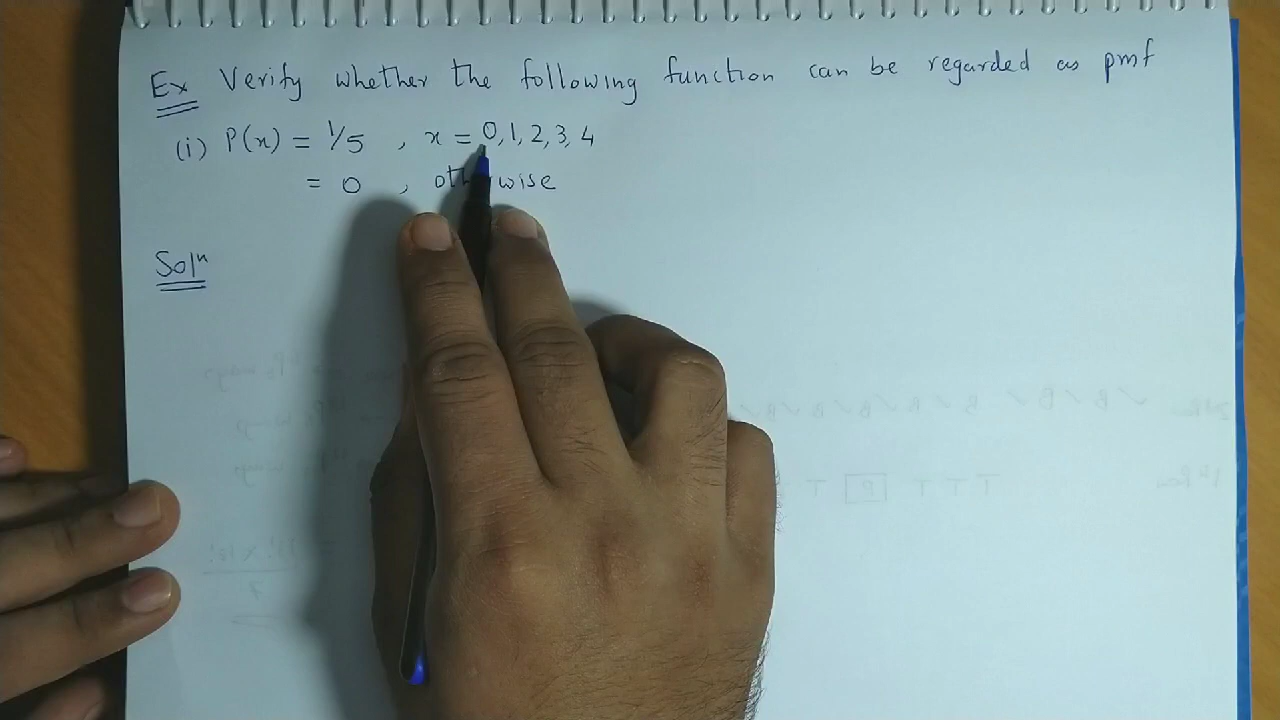 Ex Verify whether the following function can be regarded as pmf
(i) P(x) = 1/5 , x = 0, 1, 2, 3, 4
= 0 , otherwise
Solⁿ